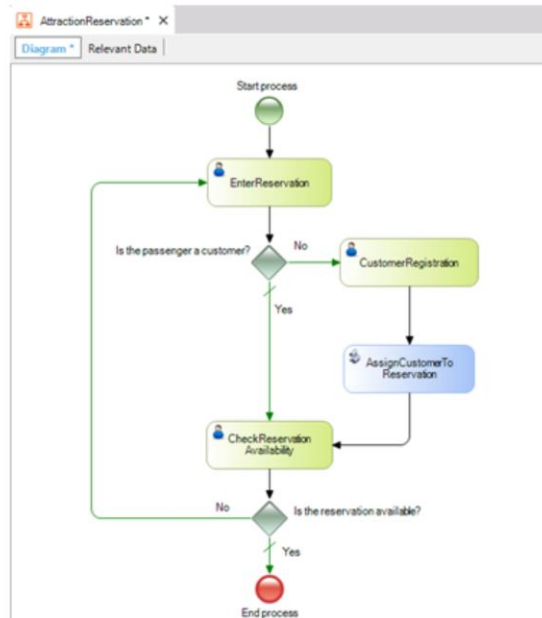 AttractionReservation * X
Diagram * Relevant Data
Start process
EnterReservation
Is the passenger a customer?
No
CustomerRegistration
Yes
AssignCustomerTo
Reservation
CheckReservation
Availability
No
Is the reservation available?
Yes
End process